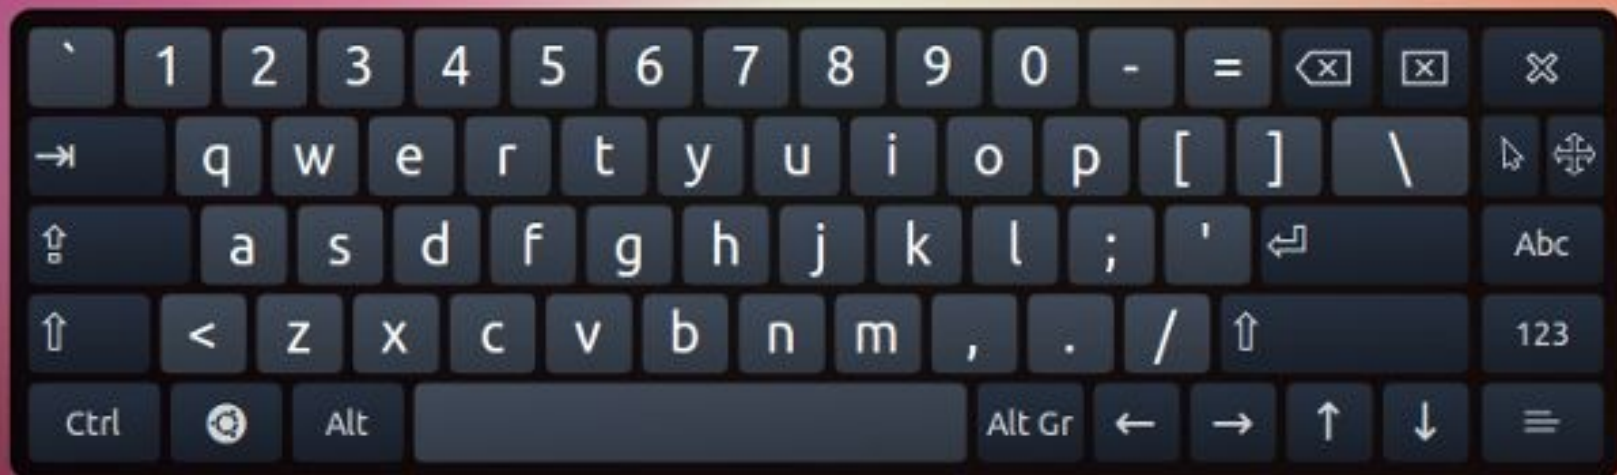 ` 1 2 3 4 5 6 7 8 9 0 - =
q w e r t y u i o p [ ] \
a s d f g h j k l ; ' Abc
< z x c v b n m , . / 123
Ctrl Alt Alt Gr ← → ↑ ↓